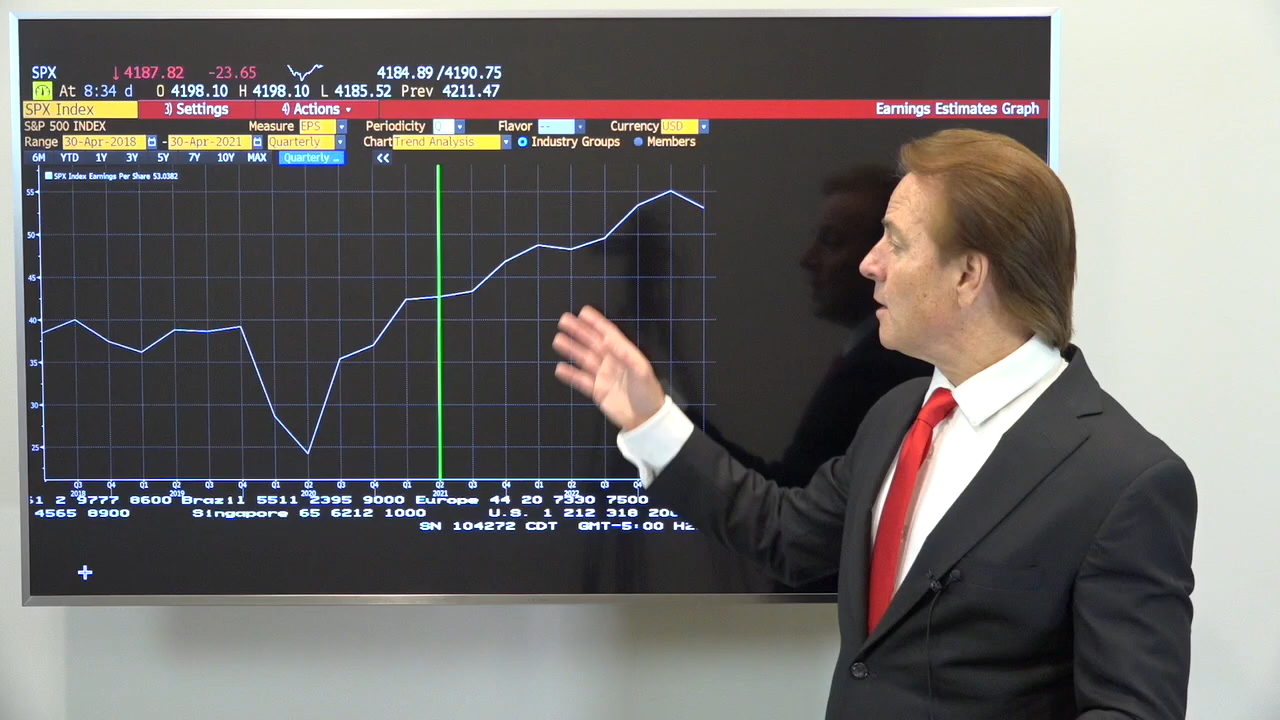 SPX ↓4187.82 -23.65 4184.89/4190.75
At 8:34 d O 4198.10 H 4198.10 L 4185.52 Prev 4211.47
SPX Index 3) Settings 4) Actions Earnings Estimates Graph
S&P 500 INDEX Measure EPS Periodicity Q Flavor -- Currency USD
Range 30-Apr-2018 - 30-Apr-2021 Quarterly Chart Trend Analysis Industry Groups Members
6M YTD 1Y 3Y 5Y 7Y 10Y MAX Quarterly … <<
SPX Index Earnings Per Share 53.0382
55
50
45
40
35
30
25
Q3 Q4 Q1 Q2 Q3 Q4 Q1 Q2 Q3 Q4 Q1 Q2 Q3 Q4 Q1 Q2 Q3 Q4
2018 2019 2020 2021 2022
61 2 9777 8600 Brazil 5511 2395 9000 Europe 44 20 7330 7500
4565 8900 Singapore 65 6212 1000 U.S. 1 212 318 200
SN 104272 CDT GMT-5:00 H2